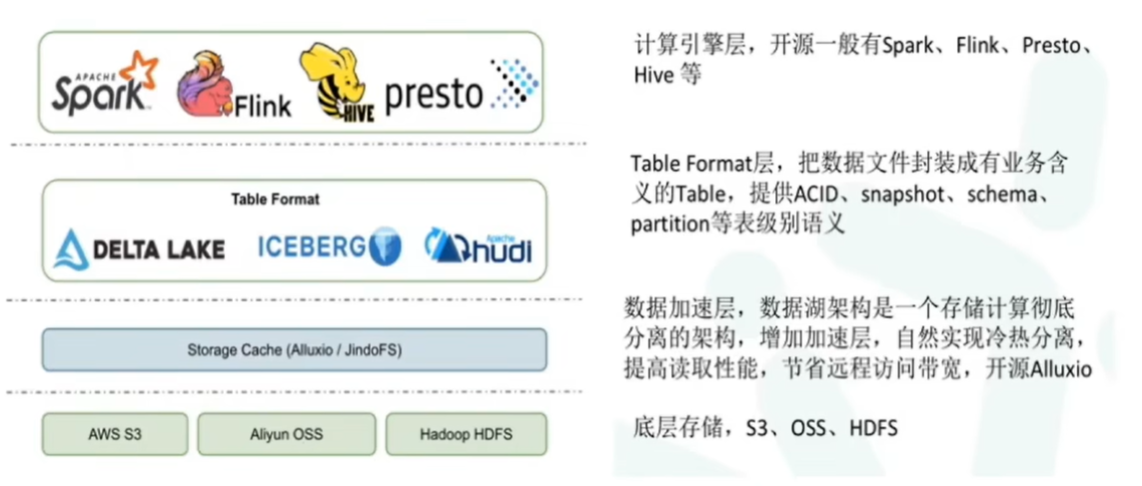 APACHE
Spark
Flink
HIVE
presto
计算引擎层，开源一般有Spark、Flink、Presto、
Hive 等
Table Format
DELTA LAKE
ICEBERG
Apache
hudi
Table Format层，把数据文件封装成有业务含
义的Table，提供ACID、snapshot、schema、
partition等表级别语义
Storage Cache (Alluxio / JindoFS)
数据加速层，数据湖架构是一个存储计算彻底
分离的架构，增加加速层，自然实现冷热分离，
提高读取性能，节省远程访问带宽，开源Alluxio
AWS S3
Aliyun OSS
Hadoop HDFS
底层存储，S3、OSS、HDFS